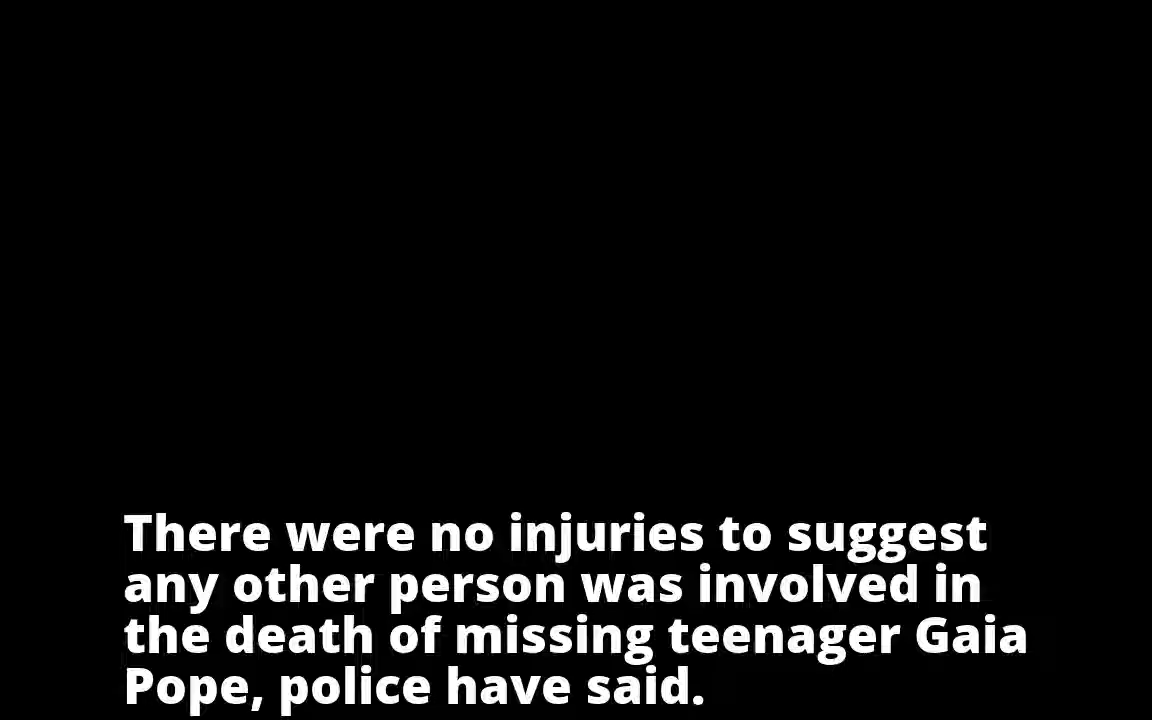 There were no injuries to suggest
any other person was involved in
the death of missing teenager Gaia
Pope, police have said.